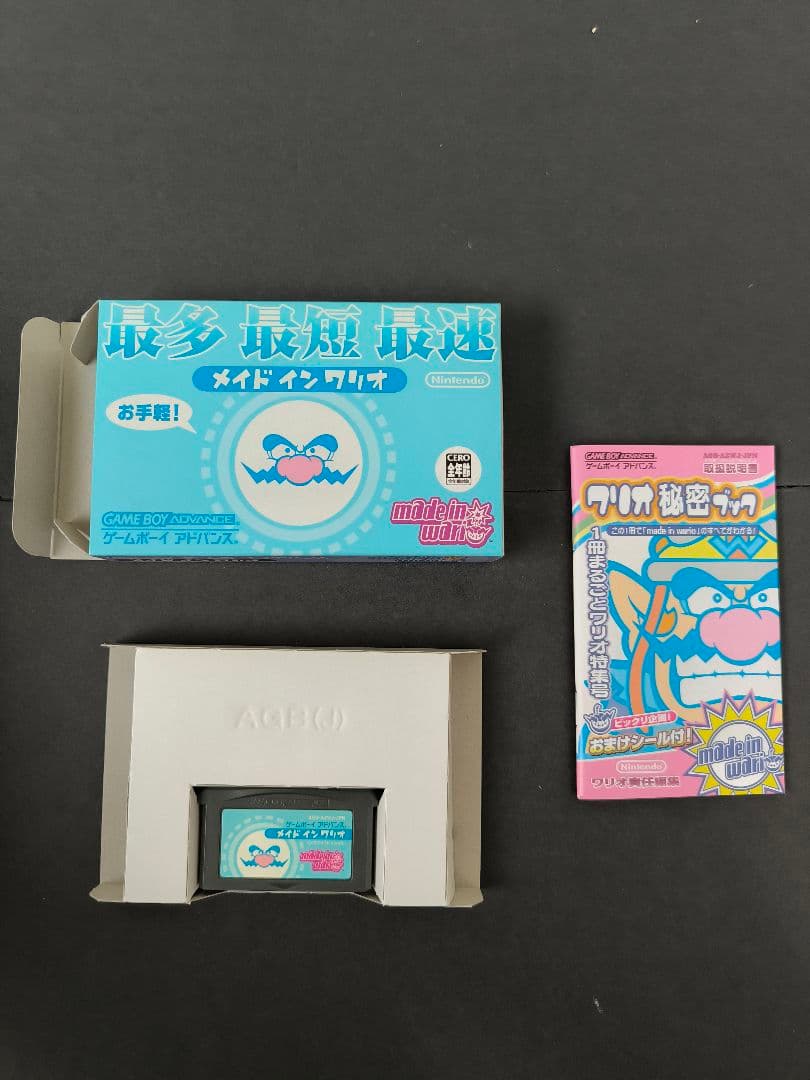 最多 最短 最速
メイド イン ワリオ
Nintendo
お手軽!
CERO
全年齢
GAME BOY ADVANCE
ゲームボーイ アドバンス
made in
wario
GAME BOY ADVANCE
ゲームボーイ アドバンス
取扱説明書
ワリオ秘密ブック
この1冊で「made in wario」のすべてがわかる!
1冊まるごとワリオ特集号
ビックリ企画!
おまけシール付!
made in
wario
Nintendo
ワリオ責任編集
AGB(J)
ゲームボーイ アドバンス
メイド イン ワリオ